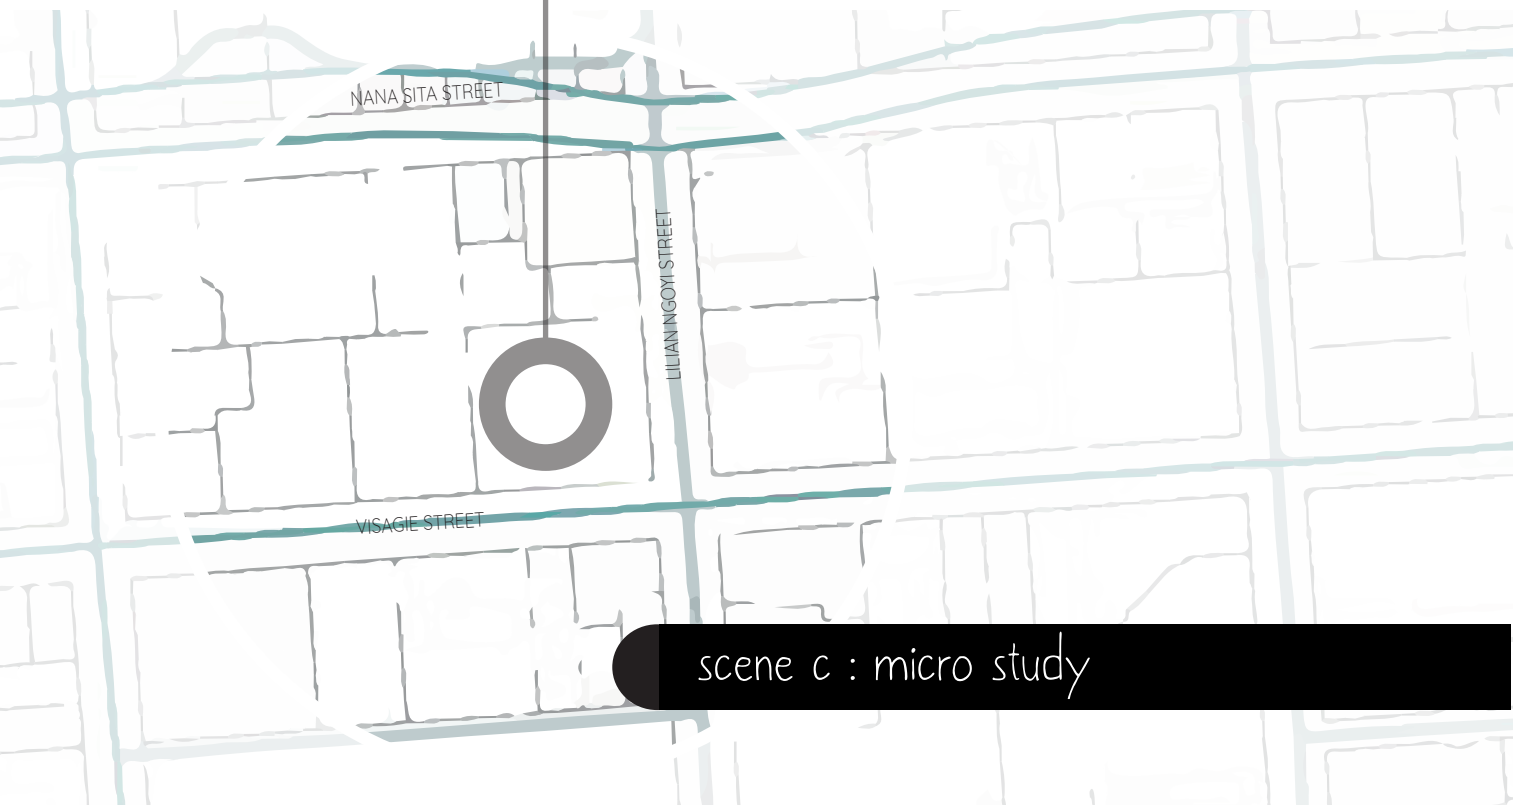 NANA SITA STREET
LILIAN NGOYI STREET
VISAGIE STREET
scene c : micro study